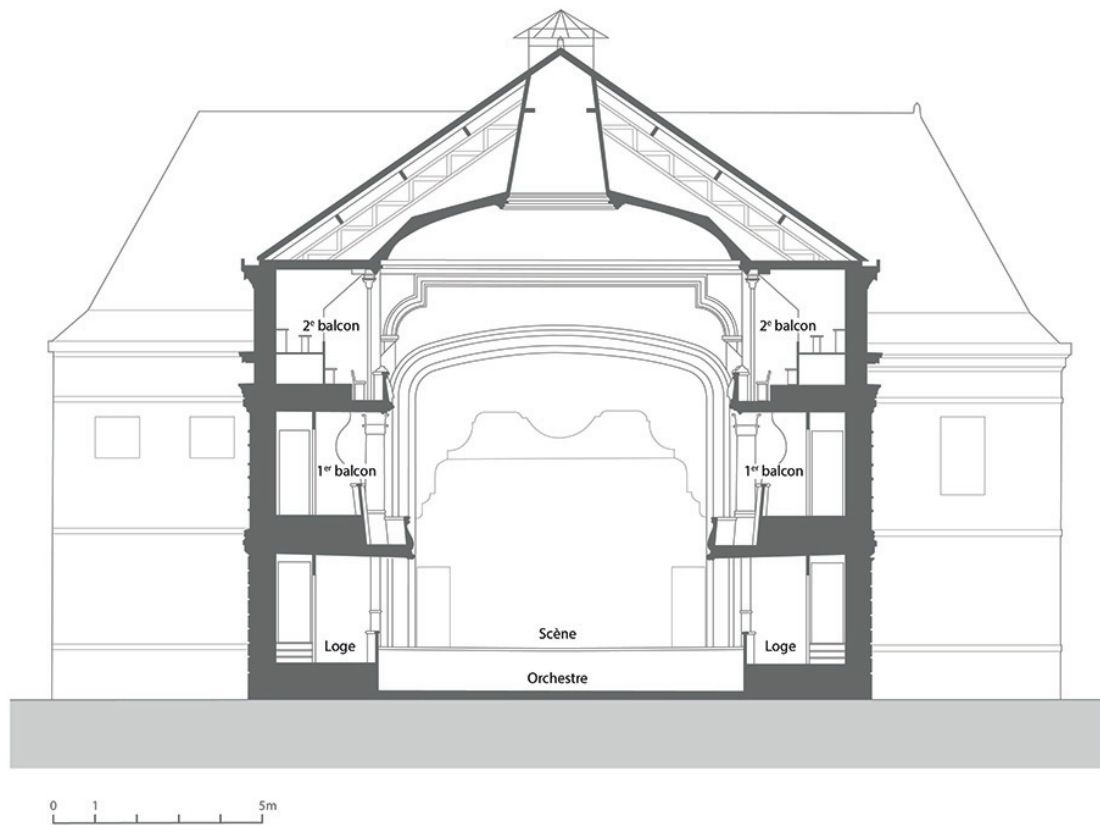 2e balcon 2e balcon
1er balcon 1er balcon
Scène
Loge Loge
Orchestre
0 1 5m